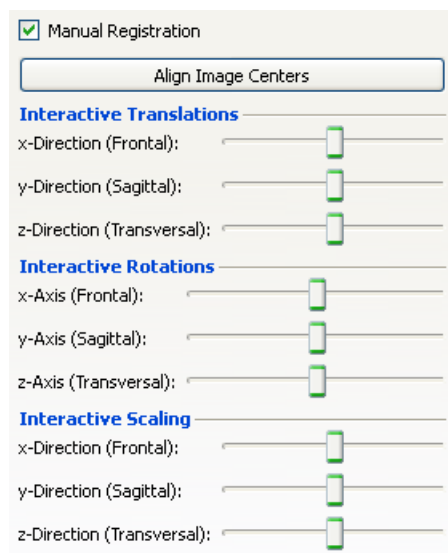 Manual Registration
Align Image Centers
Interactive Translations
x-Direction (Frontal):
y-Direction (Sagittal):
z-Direction (Transversal):
Interactive Rotations
x-Axis (Frontal):
y-Axis (Sagittal):
z-Axis (Transversal):
Interactive Scaling
x-Direction (Frontal):
y-Direction (Sagittal):
z-Direction (Transversal):